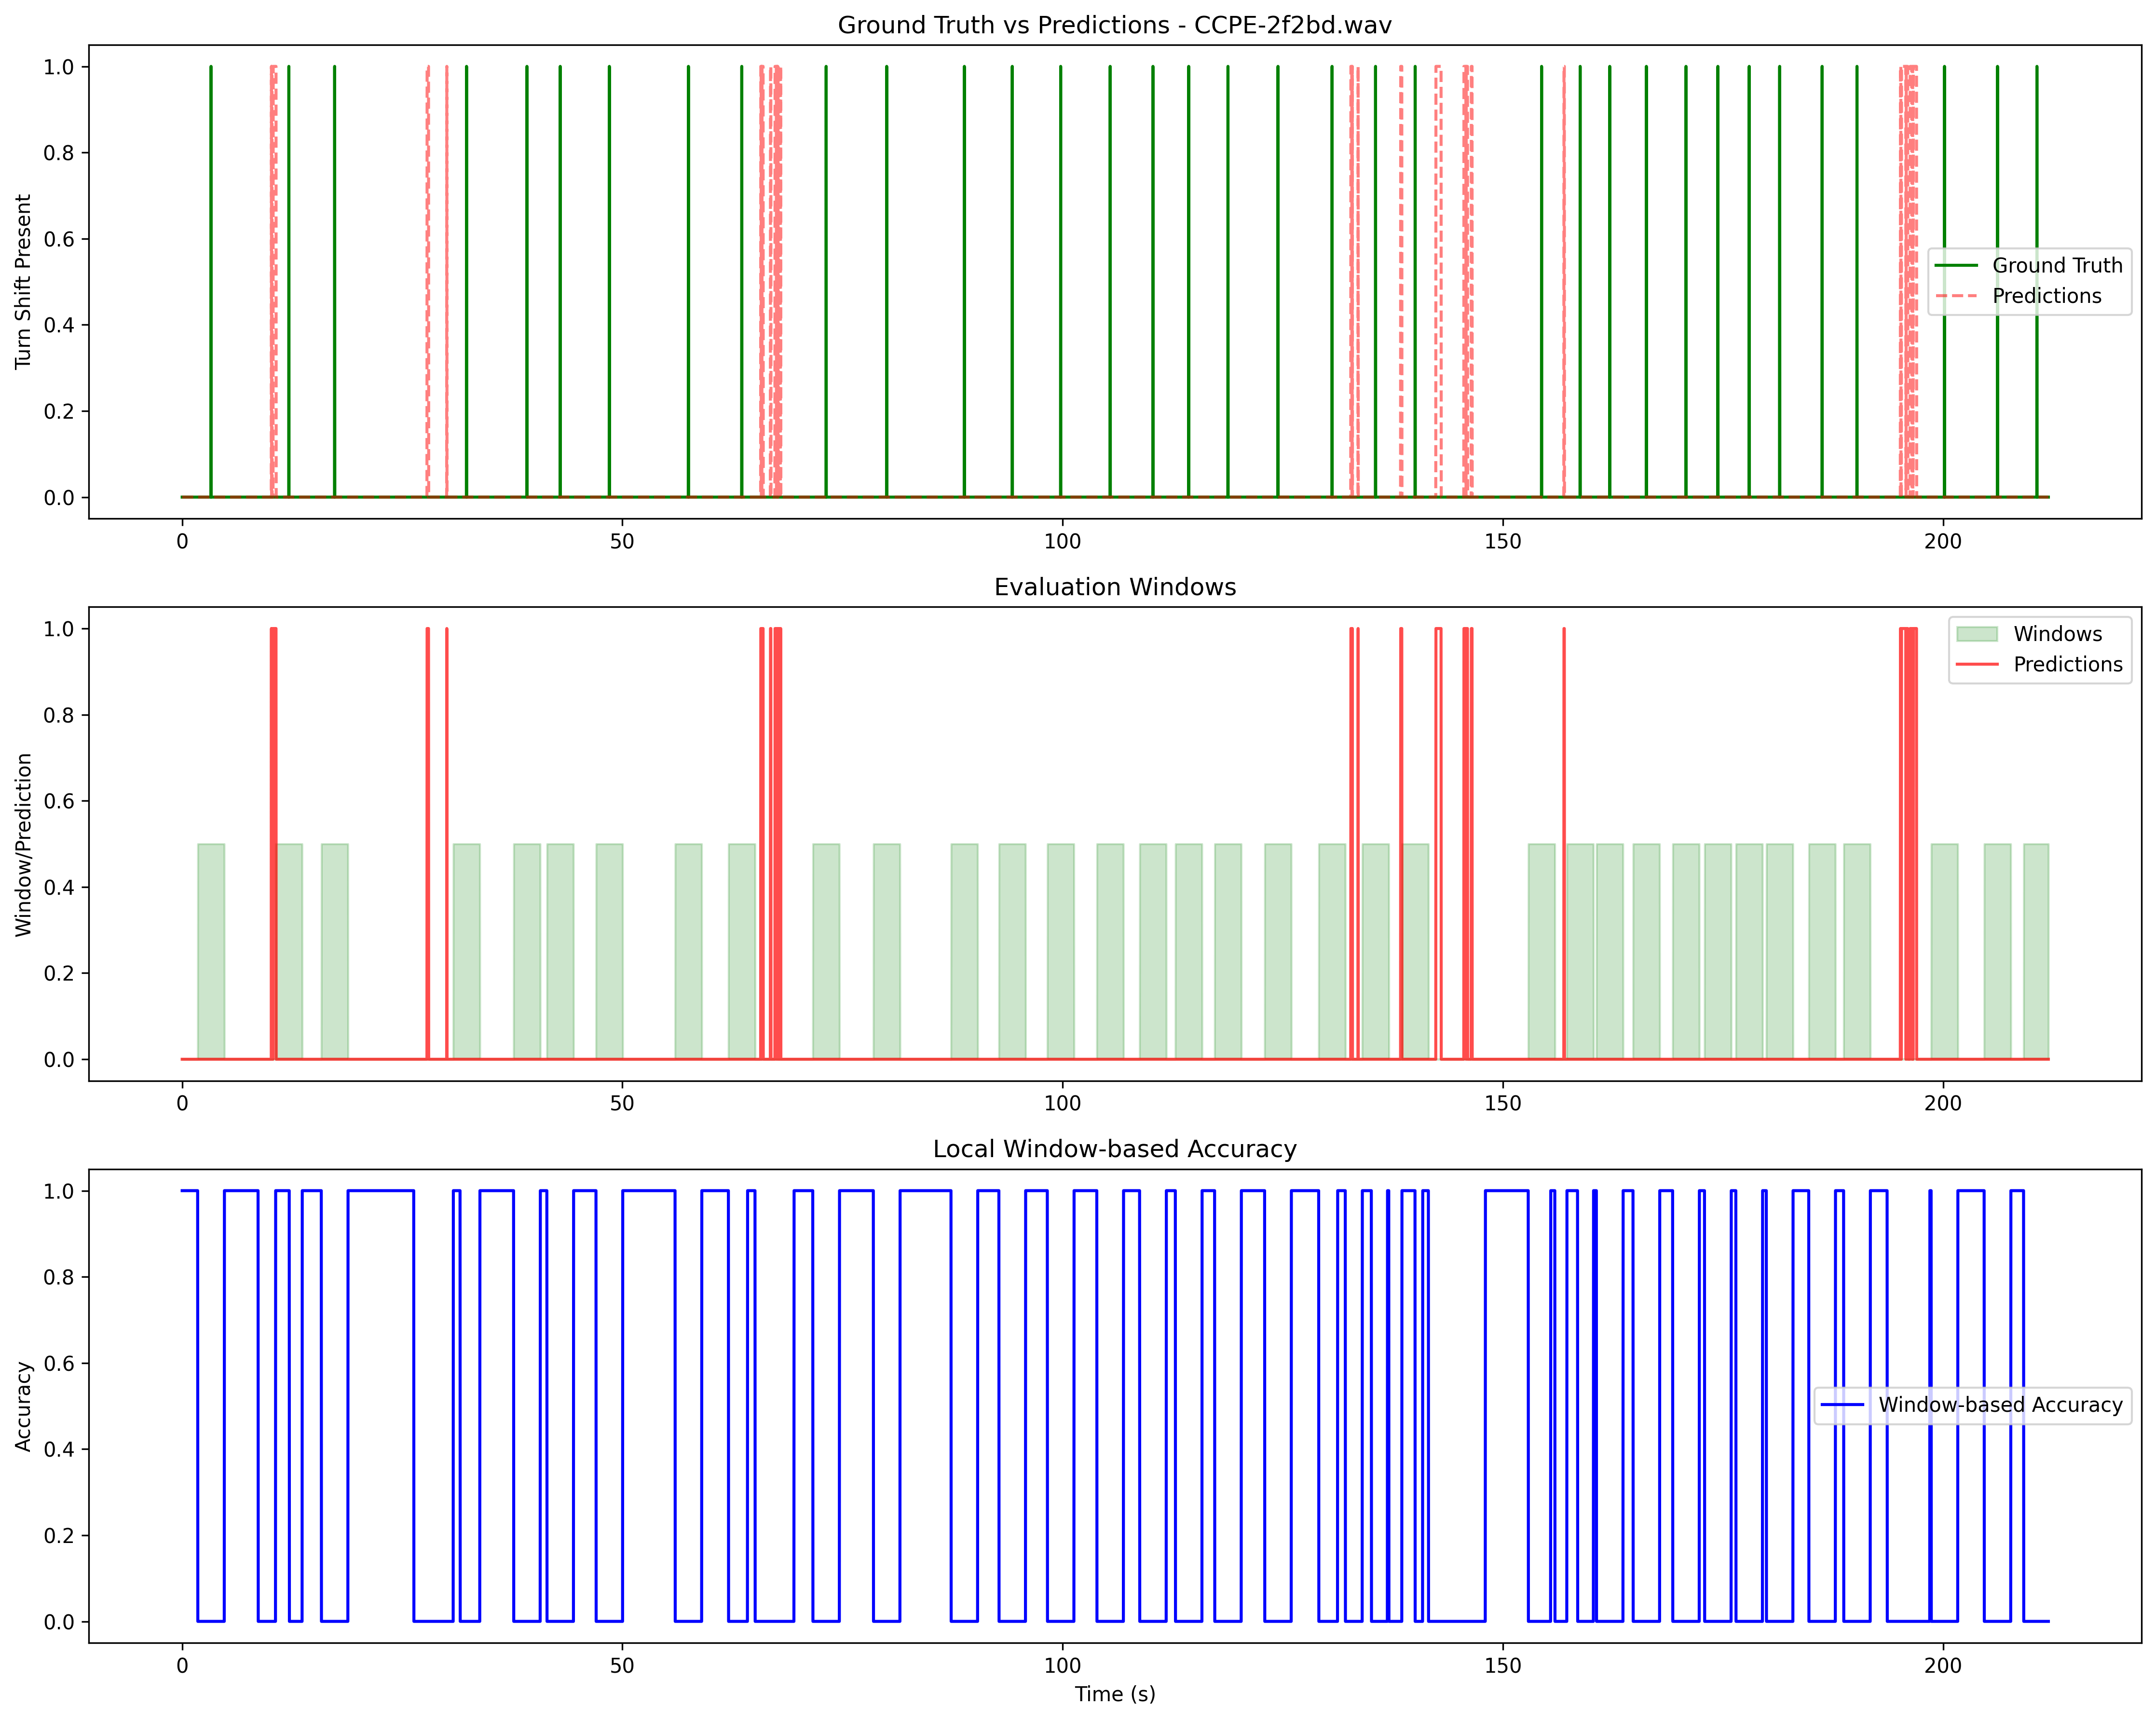 Ground Truth vs Predictions - CCPE-2f2bd.wav
Turn Shift Present
1.0
0.8
0.6
0.4
0.2
0.0
Ground Truth
Predictions
0 50 100 150 200
Evaluation Windows
Window/Prediction
1.0
0.8
0.6
0.4
0.2
0.0
Windows
Predictions
0 50 100 150 200
Local Window-based Accuracy
Accuracy
1.0
0.8
0.6
0.4
0.2
0.0
Window-based Accuracy
0 50 100 150 200
Time (s)